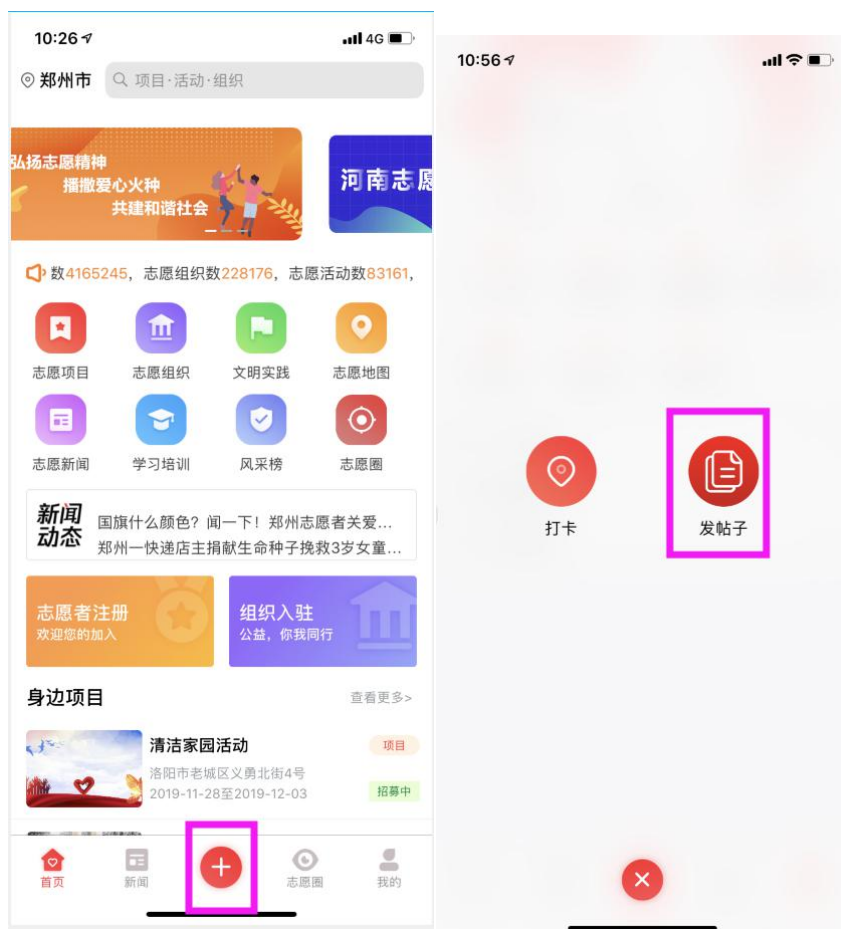 10:26
4G
郑州市
项目·活动·组织
弘扬志愿精神
播撒爱心火种
共建和谐社会
河南志愿
数4165245，志愿组织数228176，志愿活动数83161，
志愿项目 志愿组织 文明实践 志愿地图
志愿新闻 学习培训 风采榜 志愿圈
新闻
动态
国旗什么颜色？闻一下！郑州志愿者关爱...
郑州一快递店主捐献生命种子挽救3岁女童...
志愿者注册
欢迎您的加入
组织入驻
公益，你我同行
身边项目
查看更多>
清洁家园活动
项目
洛阳市老城区义勇北街4号
2019-11-28至2019-12-03
招募中
首页 新闻 志愿圈 我的
10:56
打卡
发帖子